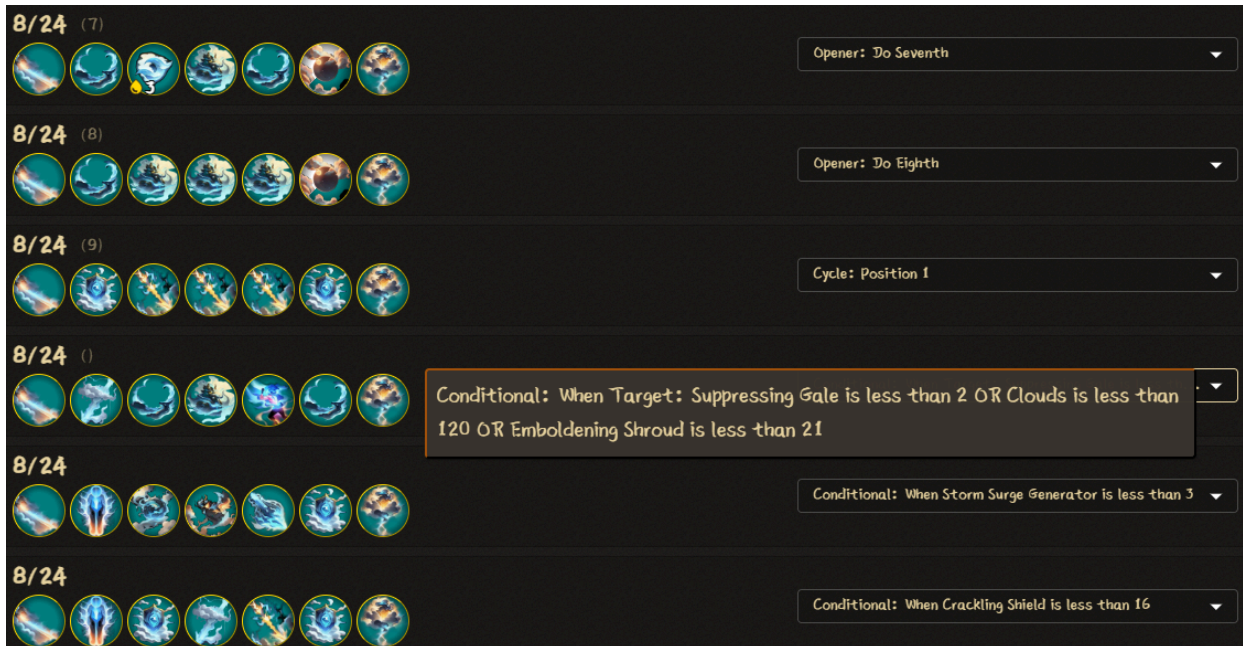 8/24 (7)
Opener: Do Seventh
3
8/24 (8)
Opener: Do Eighth
8/24 (9)
Cycle: Position 1
8/24 ()
Conditional: When Target: Suppressing Gale is less than 2 OR Clouds is less than
120 OR Emboldening Shroud is less than 21
8/24
Conditional: When Storm Surge Generator is less than 3
8/24
Conditional: When Crackling Shield is less than 16